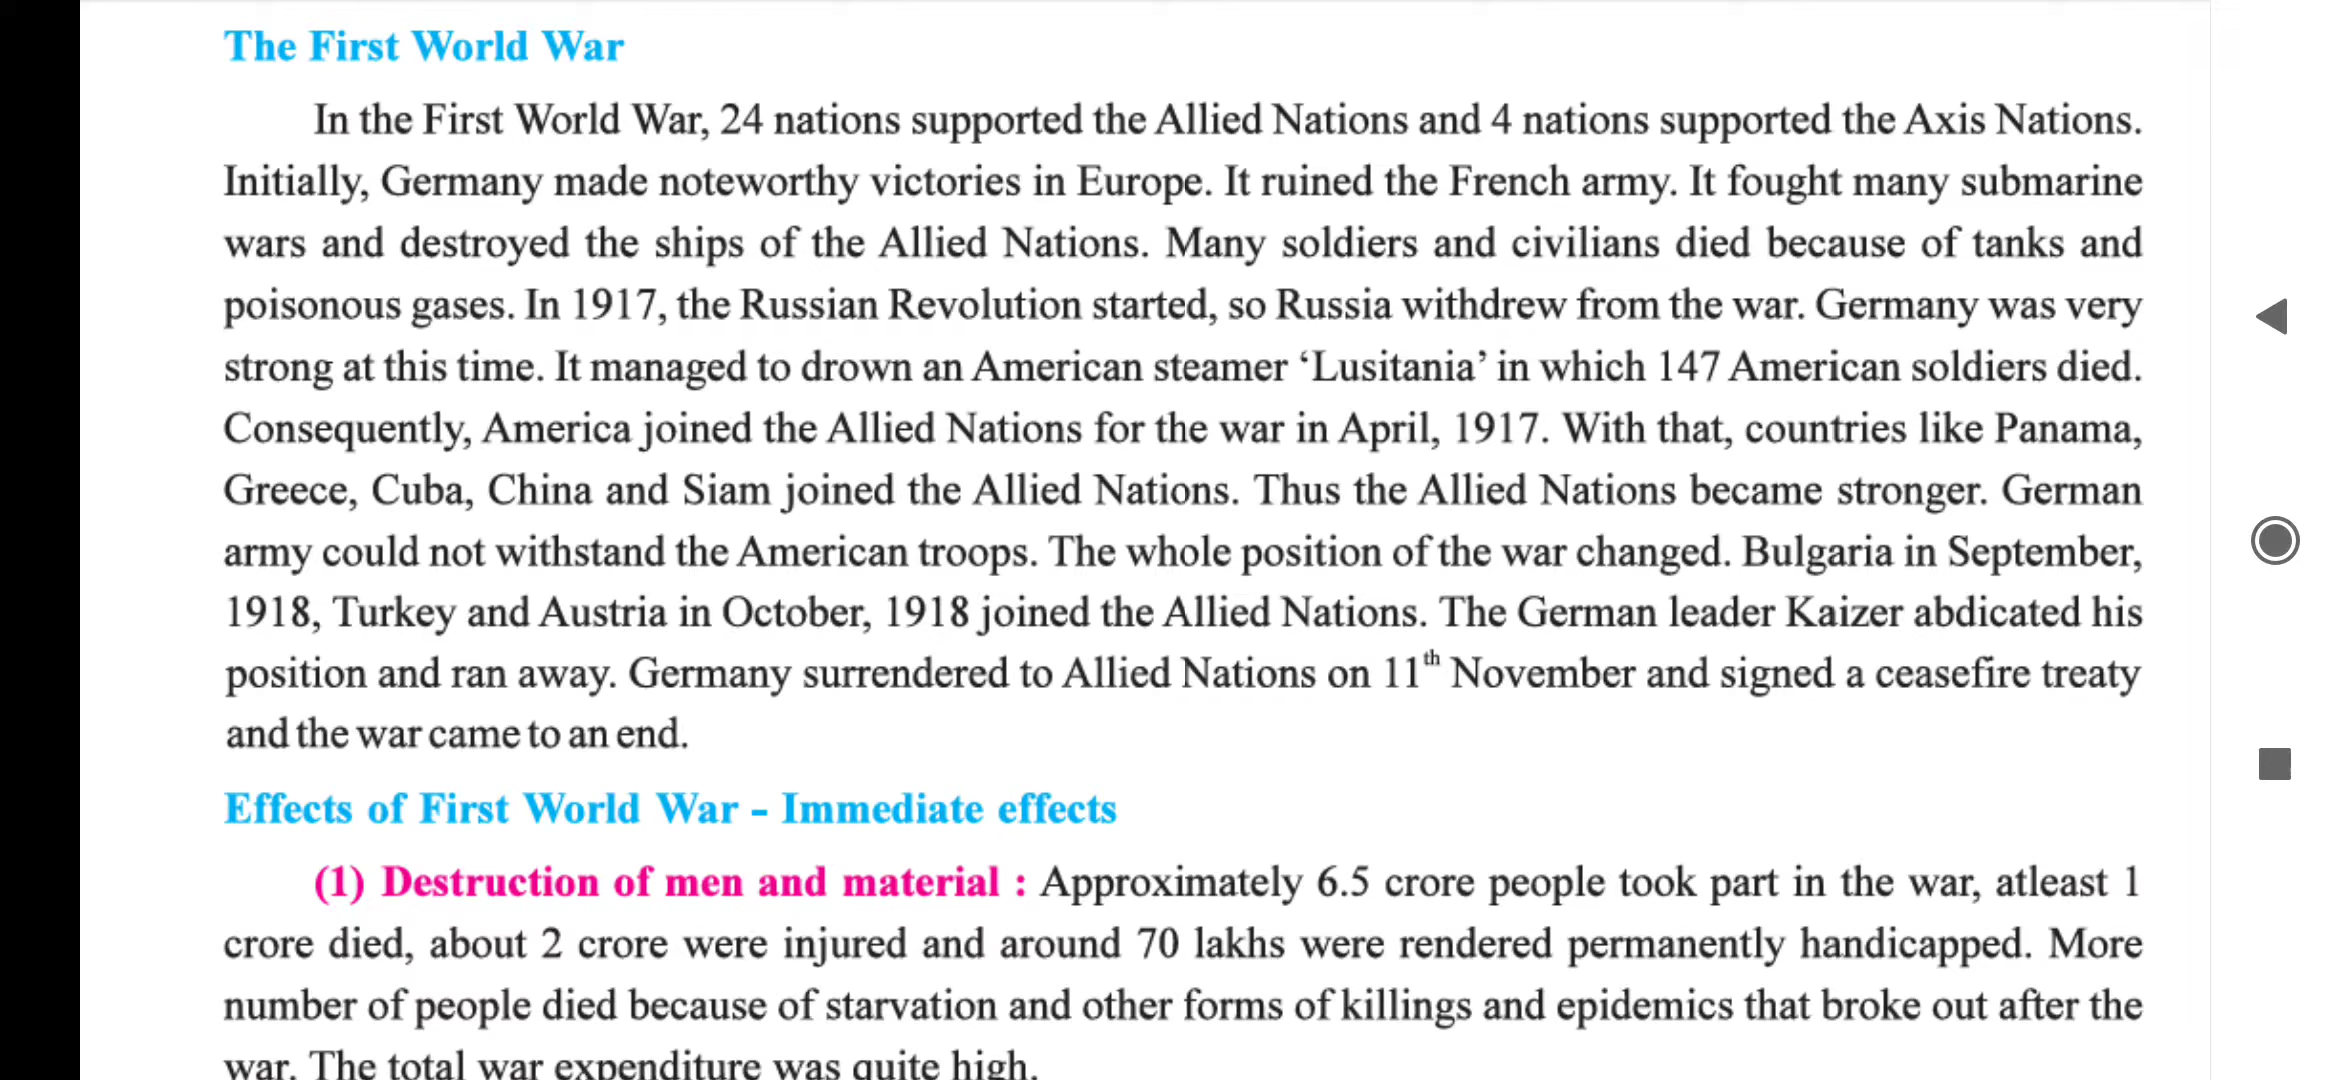 The First World War
In the First World War, 24 nations supported the Allied Nations and 4 nations supported the Axis Nations.
Initially, Germany made noteworthy victories in Europe. It ruined the French army. It fought many submarine
wars and destroyed the ships of the Allied Nations. Many soldiers and civilians died because of tanks and
poisonous gases. In 1917, the Russian Revolution started, so Russia withdrew from the war. Germany was very
strong at this time. It managed to drown an American steamer ‘Lusitania’ in which 147 American soldiers died.
Consequently, America joined the Allied Nations for the war in April, 1917. With that, countries like Panama,
Greece, Cuba, China and Siam joined the Allied Nations. Thus the Allied Nations became stronger. German
army could not withstand the American troops. The whole position of the war changed. Bulgaria in September,
1918, Turkey and Austria in October, 1918 joined the Allied Nations. The German leader Kaizer abdicated his
position and ran away. Germany surrendered to Allied Nations on 11th November and signed a ceasefire treaty
and the war came to an end.
Effects of First World War - Immediate effects
(1) Destruction of men and material : Approximately 6.5 crore people took part in the war, atleast 1
crore died, about 2 crore were injured and around 70 lakhs were rendered permanently handicapped. More
number of people died because of starvation and other forms of killings and epidemics that broke out after the
war. The total war expenditure was quite high.